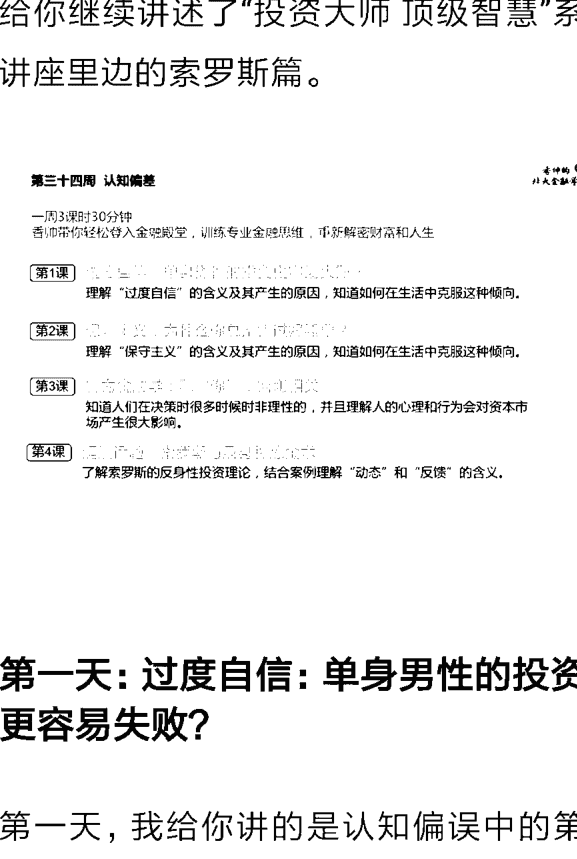 给你继续讲述了“投资大师 顶级智慧”系
讲座里边的索罗斯篇。
第三十四周 认知偏差
香帅的
北大金融学
一周3课时30分钟
香帅带你轻松登入金融殿堂，训练专业金融思维，重新解密财富和人生
第1课
理解“过度自信”的含义及其产生的原因，知道如何在生活中克服这种倾向。
第2课
理解“保守主义”的含义及其产生的原因，知道如何在生活中克服这种倾向。
第3课
知道人们在决策时很多时候时非理性的，并且理解人的心理和行为会对资本市
场产生很大影响。
第4课
了解索罗斯的反身性投资理论，结合案例理解“动态”和“反馈”的含义。
第一天：过度自信：单身男性的投资
更容易失败？
第一天，我给你讲的是认知偏误中的第